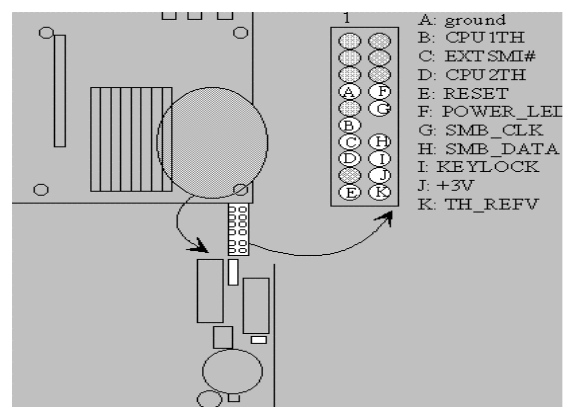 1
A: ground
B: CPU1TH
C: EXTSMI#
D: CPU2TH
E: RESET
F: POWER_LED
G: SMB_CLK
H: SMB_DATA
I: KEYLOCK
J: +3V
K: TH_REFV
A F
G
B
C H
D I
J
E K